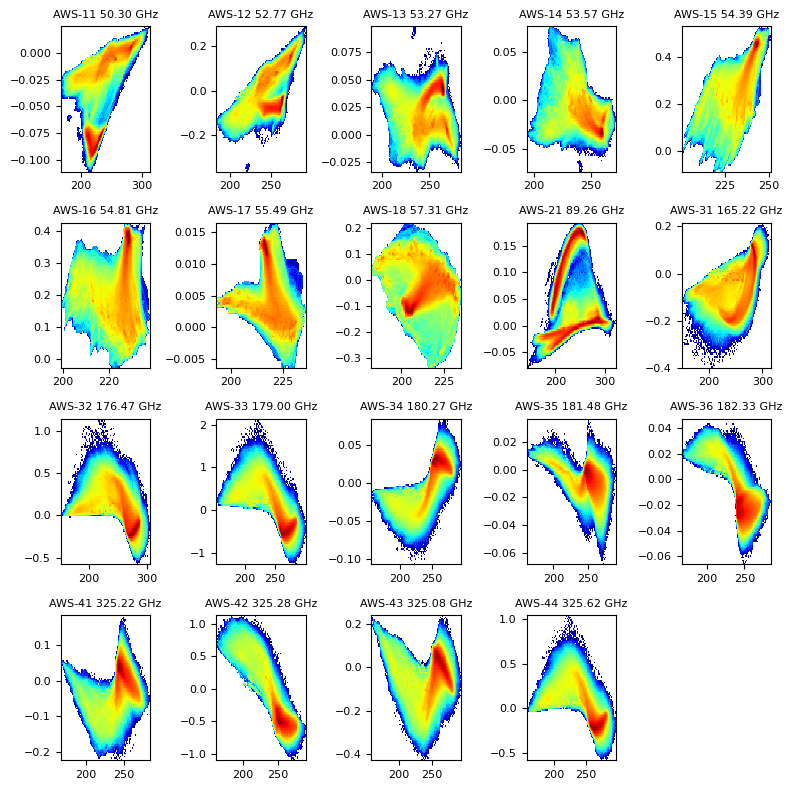 AWS-11 50.30 GHz AWS-12 52.77 GHz AWS-13 53.27 GHz AWS-14 53.57 GHz AWS-15 54.39 GHz
0.000 −0.025 −0.050 −0.075 −0.100
0.2 0.0 −0.2
0.075 0.050 0.025 0.000 −0.025
0.05 0.00 −0.05
0.4 0.2 0.0
200 300 200 250 200 250 200 250 225 250
AWS-16 54.81 GHz AWS-17 55.49 GHz AWS-18 57.31 GHz AWS-21 89.26 GHz AWS-31 165.22 GHz
0.4 0.3 0.2 0.1 0.0
0.015 0.010 0.005 0.000 −0.005
0.2 0.1 0.0 −0.1 −0.2 −0.3
0.15 0.10 0.05 0.00 −0.05
0.2 0.0 −0.2 −0.4
200 220 200 225 200 225 200 250 300 200 300
AWS-32 176.47 GHz AWS-33 179.00 GHz AWS-34 180.27 GHz AWS-35 181.48 GHz AWS-36 182.33 GHz
1.0 0.5 0.0 −0.5
2 1 0 −1
0.05 0.00 −0.05 −0.10
0.02 0.00 −0.02 −0.04 −0.06
0.04 0.02 0.00 −0.02 −0.04 −0.06
200 300 200 250 200 250 200 250 200 250
AWS-41 325.22 GHz AWS-42 325.28 GHz AWS-43 325.08 GHz AWS-44 325.62 GHz
0.1 0.0 −0.1 −0.2
1.0 0.5 0.0 −0.5 −1.0
0.2 0.0 −0.2 −0.4
1.0 0.5 0.0 −0.5
200 250 200 250 200 250 200 250